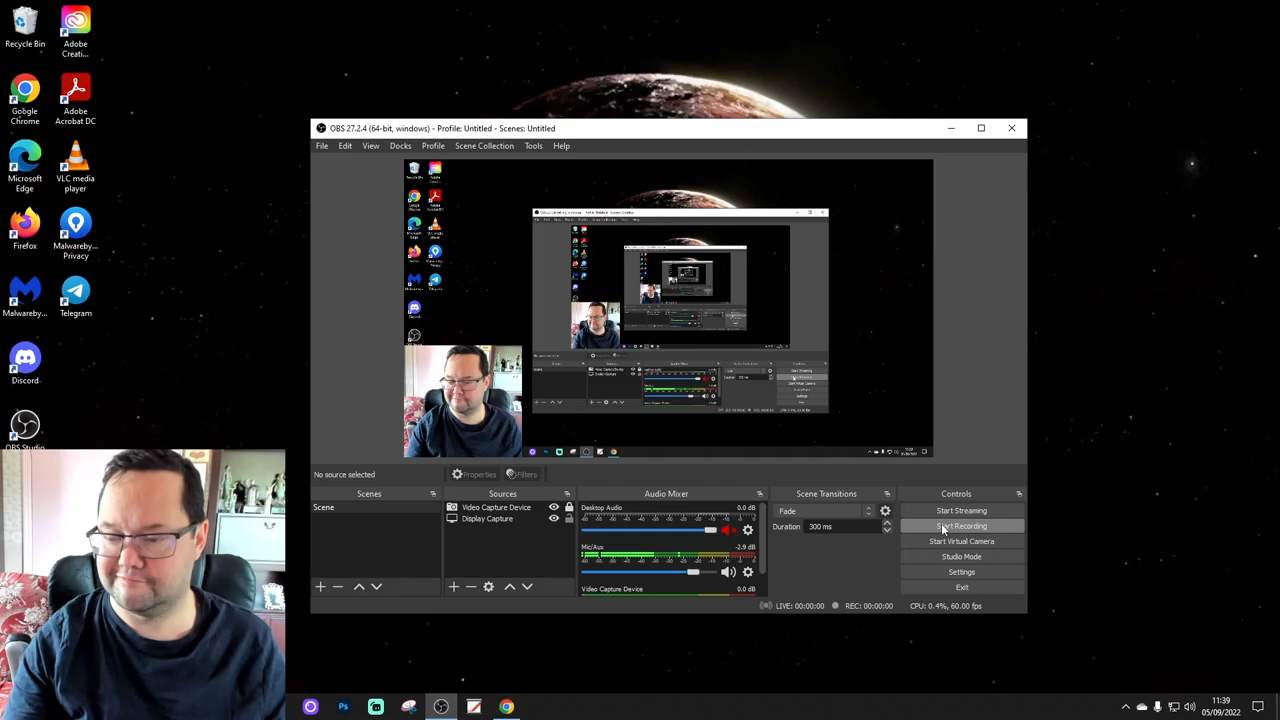 Recycle Bin
Adobe Creati...
Google Chrome
Adobe Acrobat DC
Microsoft Edge
VLC media player
Firefox
Malwareby... Privacy
Malwareby...
Telegram
Discord
OBS Studio
OBS 27.2.4 (64-bit, windows) - Profile: Untitled - Scenes: Untitled
File Edit View Docks Profile Scene Collection Tools Help
No source selected Properties Filters
Scenes Sources Audio Mixer Scene Transitions Controls
Scene
Video Capture Device
Display Capture
Desktop Audio 0.0 dB
Mic/Aux -2.9 dB
Video Capture Device 0.0 dB
Fade
Duration 300 ms
Start Streaming
Start Recording
Start Virtual Camera
Studio Mode
Settings
Exit
LIVE: 00:00:00 REC: 00:00:00 CPU: 0.4%, 60.00 fps
Ps
11:39
05/09/2022